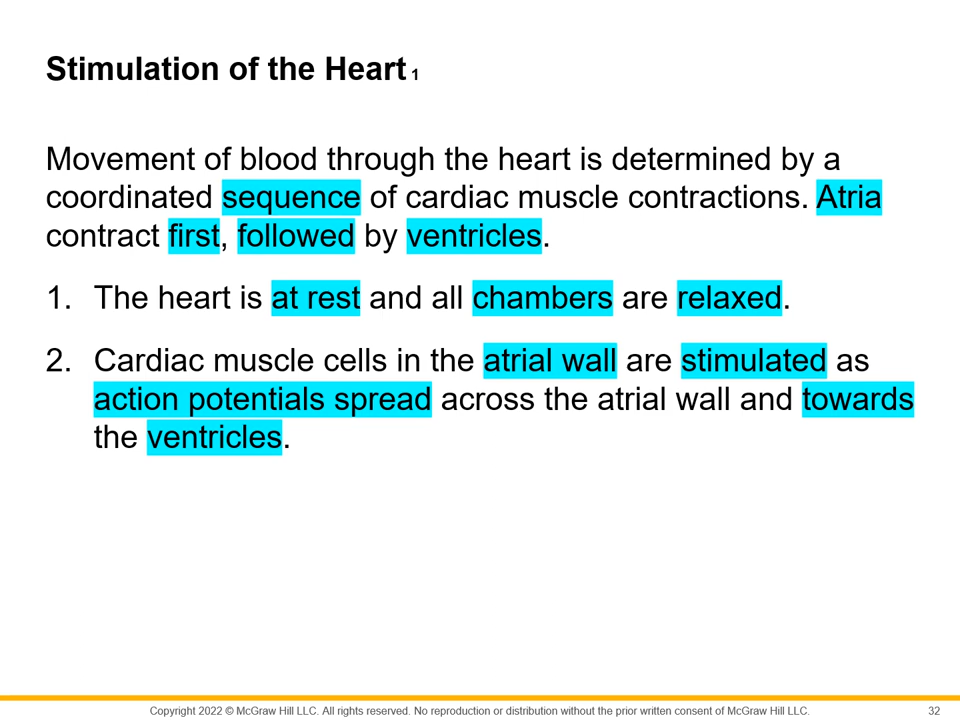 Stimulation of the Heart 1
Movement of blood through the heart is determined by a
coordinated sequence of cardiac muscle contractions. Atria
contract first, followed by ventricles.
1. The heart is at rest and all chambers are relaxed.
2. Cardiac muscle cells in the atrial wall are stimulated as
action potentials spread across the atrial wall and towards
the ventricles.
Copyright 2022 © McGraw Hill LLC. All rights reserved. No reproduction or distribution without the prior written consent of McGraw Hill LLC. 32